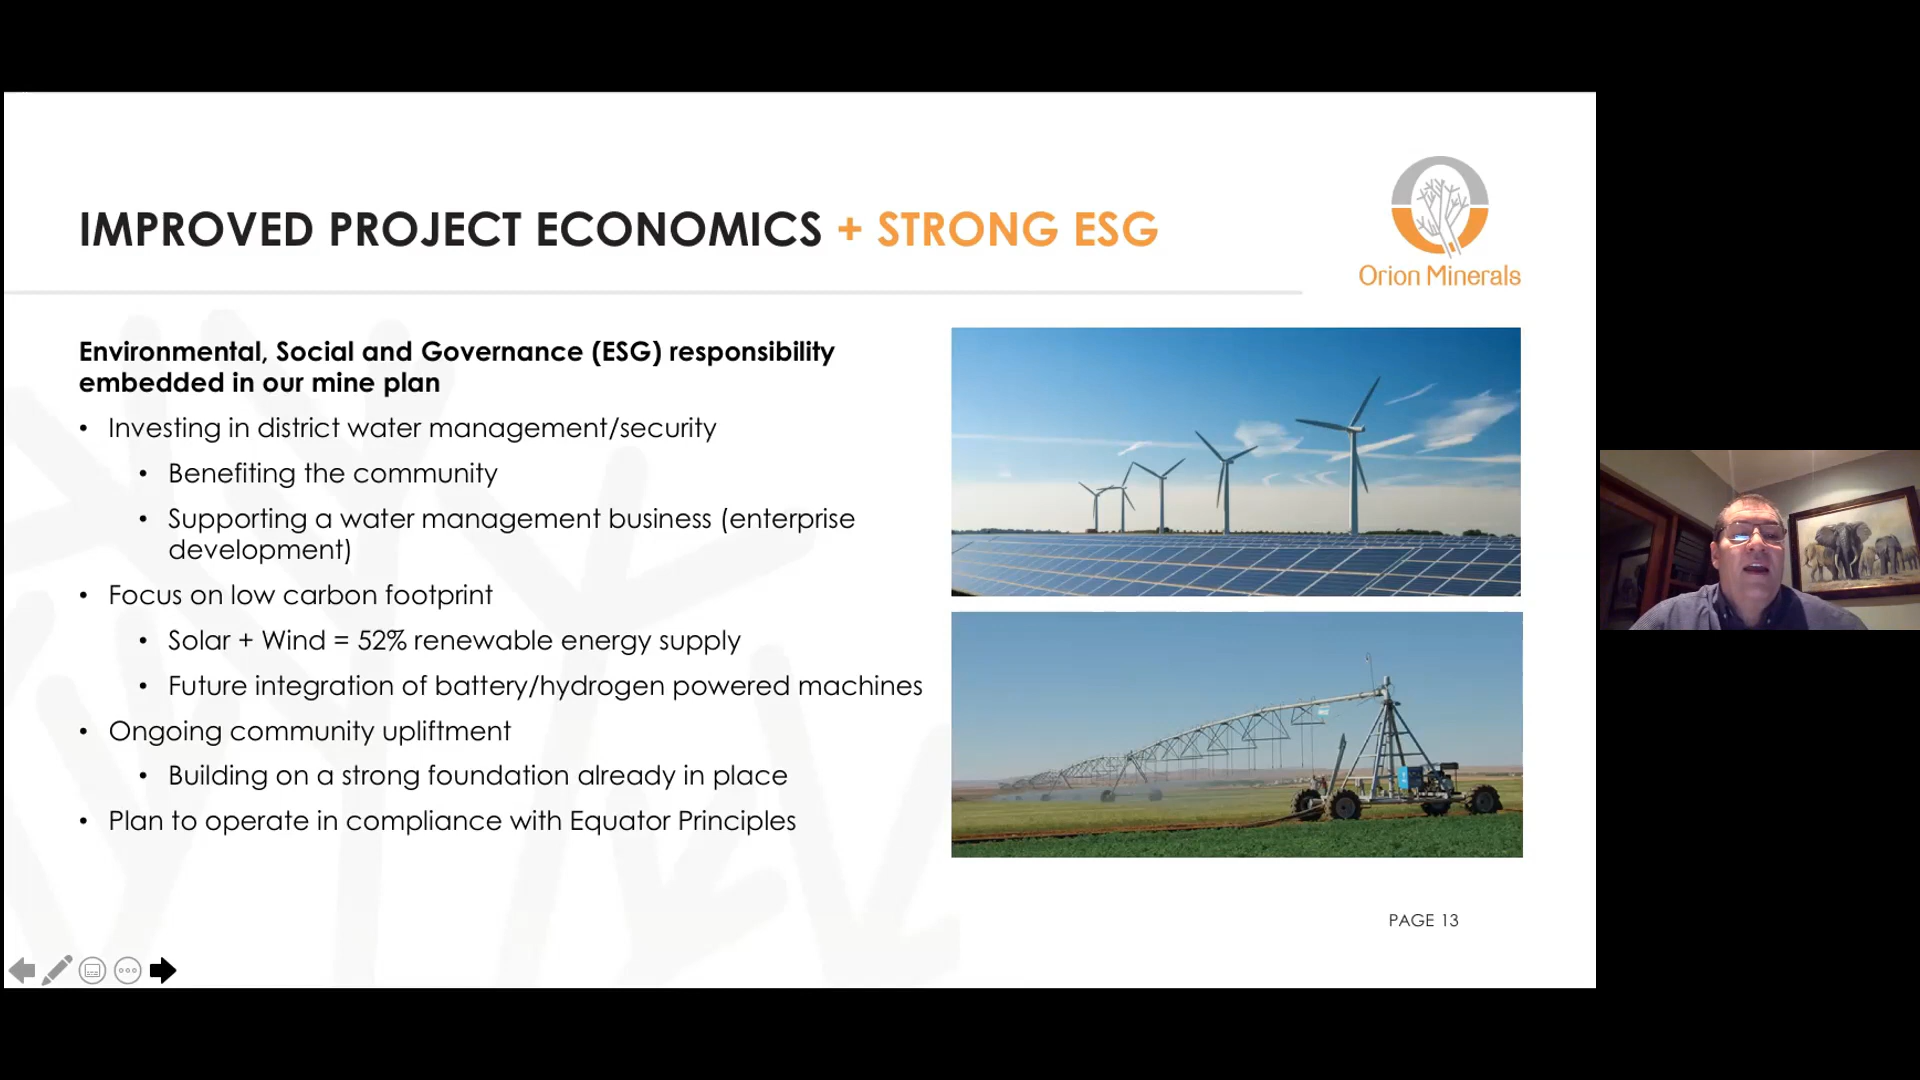 IMPROVED PROJECT ECONOMICS + STRONG ESG
Orion Minerals
Environmental, Social and Governance (ESG) responsibility
embedded in our mine plan
• Investing in district water management/security
• Benefiting the community
• Supporting a water management business (enterprise
development)
• Focus on low carbon footprint
• Solar + Wind = 52% renewable energy supply
• Future integration of battery/hydrogen powered machines
• Ongoing community upliftment
• Building on a strong foundation already in place
• Plan to operate in compliance with Equator Principles
PAGE 13